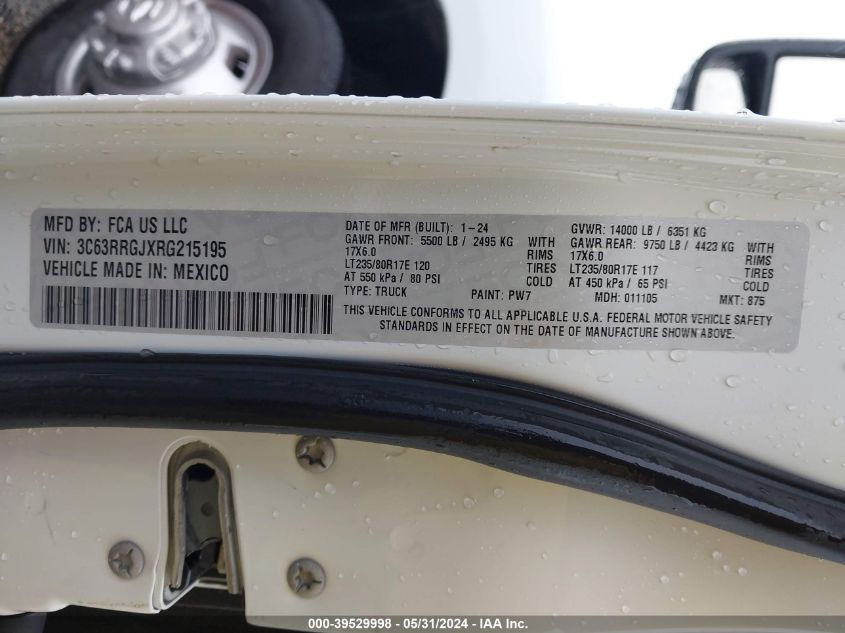 MFD BY: FCA US LLC
VIN: 3C63RRGJXRG215195
VEHICLE MADE IN: MEXICO
DATE OF MFR (BUILT): 1-24
GAWR FRONT: 5500 LB / 2495 KG WITH
17X6.0 RIMS
LT235/80R17E 120 TIRES
AT 550 kPa / 80 PSI COLD
TYPE: TRUCK PAINT: PW7
GVWR: 14000 LB / 6351 KG
GAWR REAR: 9750 LB / 4423 KG WITH
17X6.0 RIMS
LT235/80R17E 117 TIRES
AT 450 kPa / 65 PSI COLD
MDH: 011105 MKT: 875
THIS VEHICLE CONFORMS TO ALL APPLICABLE U.S.A. FEDERAL MOTOR VEHICLE SAFETY
STANDARDS IN EFFECT ON THE DATE OF MANUFACTURE SHOWN ABOVE.
000-39529998 - 05/31/2024 - IAA Inc.